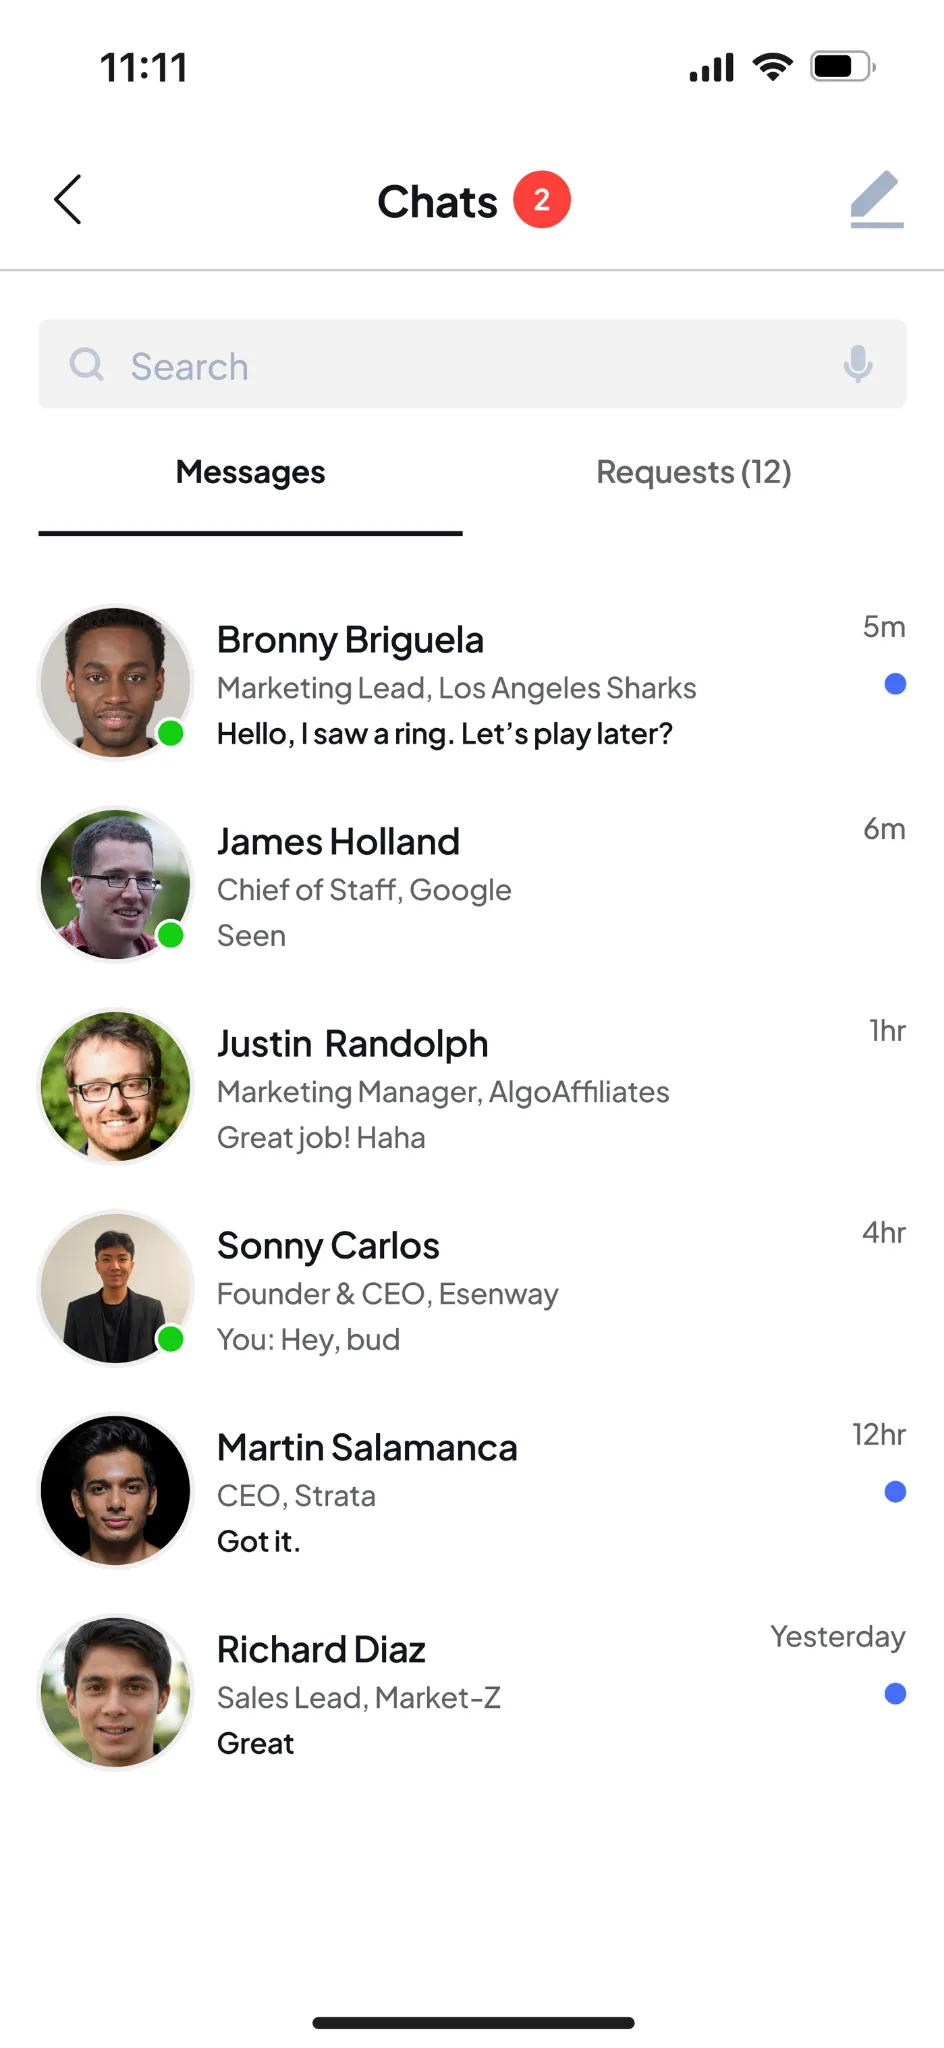 11:11
Chats 2
Search
Messages
Requests (12)
Bronny Briguela
5m
Marketing Lead, Los Angeles Sharks
Hello, I saw a ring. Let’s play later?
James Holland
6m
Chief of Staff, Google
Seen
Justin Randolph
1hr
Marketing Manager, AlgoAffiliates
Great job! Haha
Sonny Carlos
4hr
Founder & CEO, Esenway
You: Hey, bud
Martin Salamanca
12hr
CEO, Strata
Got it.
Richard Diaz
Yesterday
Sales Lead, Market-Z
Great